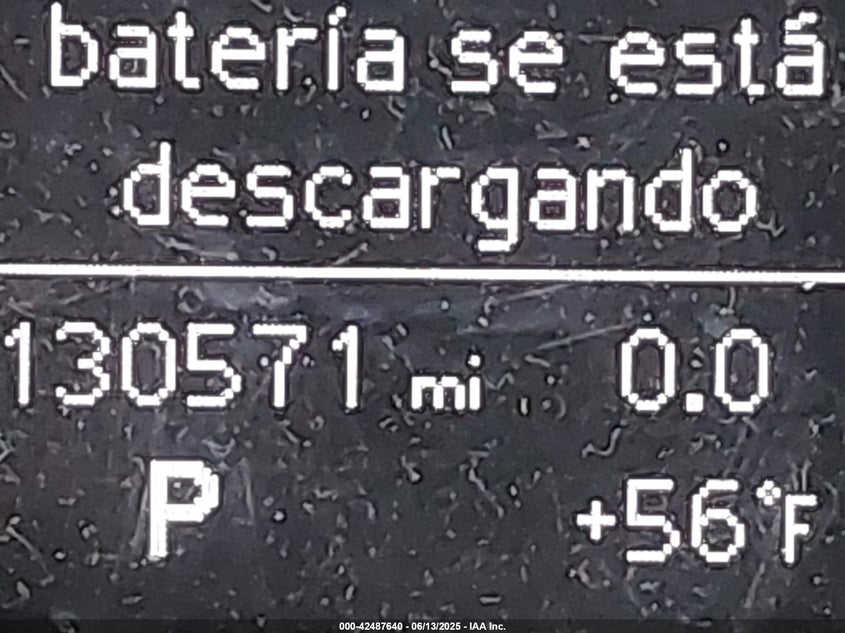 batería se está
descargando
130571 mi 0.0
P +56°F
000-42487640 - 06/13/2025 - IAA Inc.